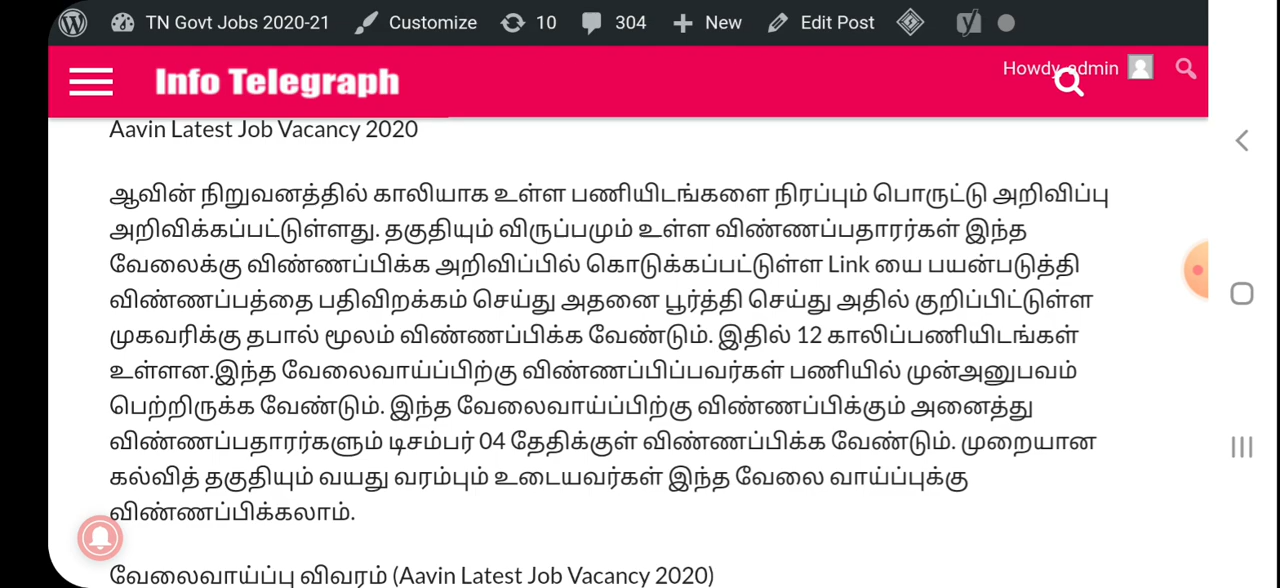 TN Govt Jobs 2020-21 Customize 10 304 New Edit Post
Info Telegraph
Howdy, admin
Aavin Latest Job Vacancy 2020
ஆவின் நிறுவனத்தில் காலியாக உள்ள பணியிடங்களை நிரப்பும் பொருட்டு அறிவிப்பு
அறிவிக்கப்பட்டுள்ளது. தகுதியும் விருப்பமும் உள்ள விண்ணப்பதாரர்கள் இந்த
வேலைக்கு விண்ணப்பிக்க அறிவிப்பில் கொடுக்கப்பட்டுள்ள Link யை பயன்படுத்தி
விண்ணப்பத்தை பதிவிறக்கம் செய்து அதனை பூர்த்தி செய்து அதில் குறிப்பிட்டுள்ள
முகவரிக்கு தபால் மூலம் விண்ணப்பிக்க வேண்டும். இதில் 12 காலிப்பணியிடங்கள்
உள்ளன.இந்த வேலைவாய்ப்பிற்கு விண்ணப்பிப்பவர்கள் பணியில் முன்அனுபவம்
பெற்றிருக்க வேண்டும். இந்த வேலைவாய்ப்பிற்கு விண்ணப்பிக்கும் அனைத்து
விண்ணப்பதாரர்களும் டிசம்பர் 04 தேதிக்குள் விண்ணப்பிக்க வேண்டும். முறையான
கல்வித் தகுதியும் வயது வரம்பும் உடையவர்கள் இந்த வேலை வாய்ப்புக்கு
விண்ணப்பிக்கலாம்.
வேலைவாய்ப்பு விவரம் (Aavin Latest Job Vacancy 2020)